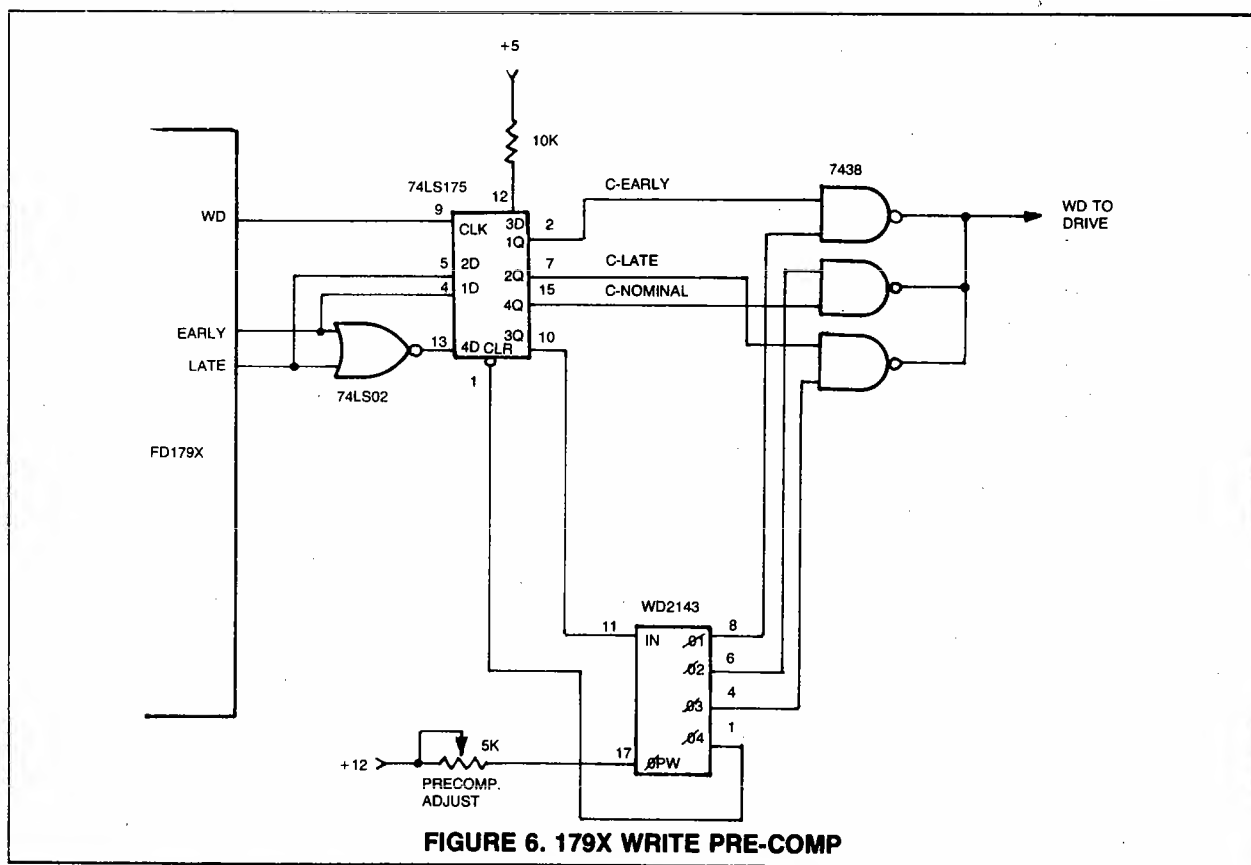 +5
10K
74LS175
12
7438
C-EARLY
WD
9
CLK
3D
1Q
2
WD TO
DRIVE
5
2D
4
1D
2Q
7
C-LATE
15
C-NOMINAL
4Q
EARLY
LATE
13
4D
CLR
3Q
10
1
74LS02
FD179X
WD2143
11
IN
Ø1
8
Ø2
6
Ø3
4
Ø4
1
+12
5K
17
ØPW
PRECOMP.
ADJUST
FIGURE 6. 179X WRITE PRE-COMP